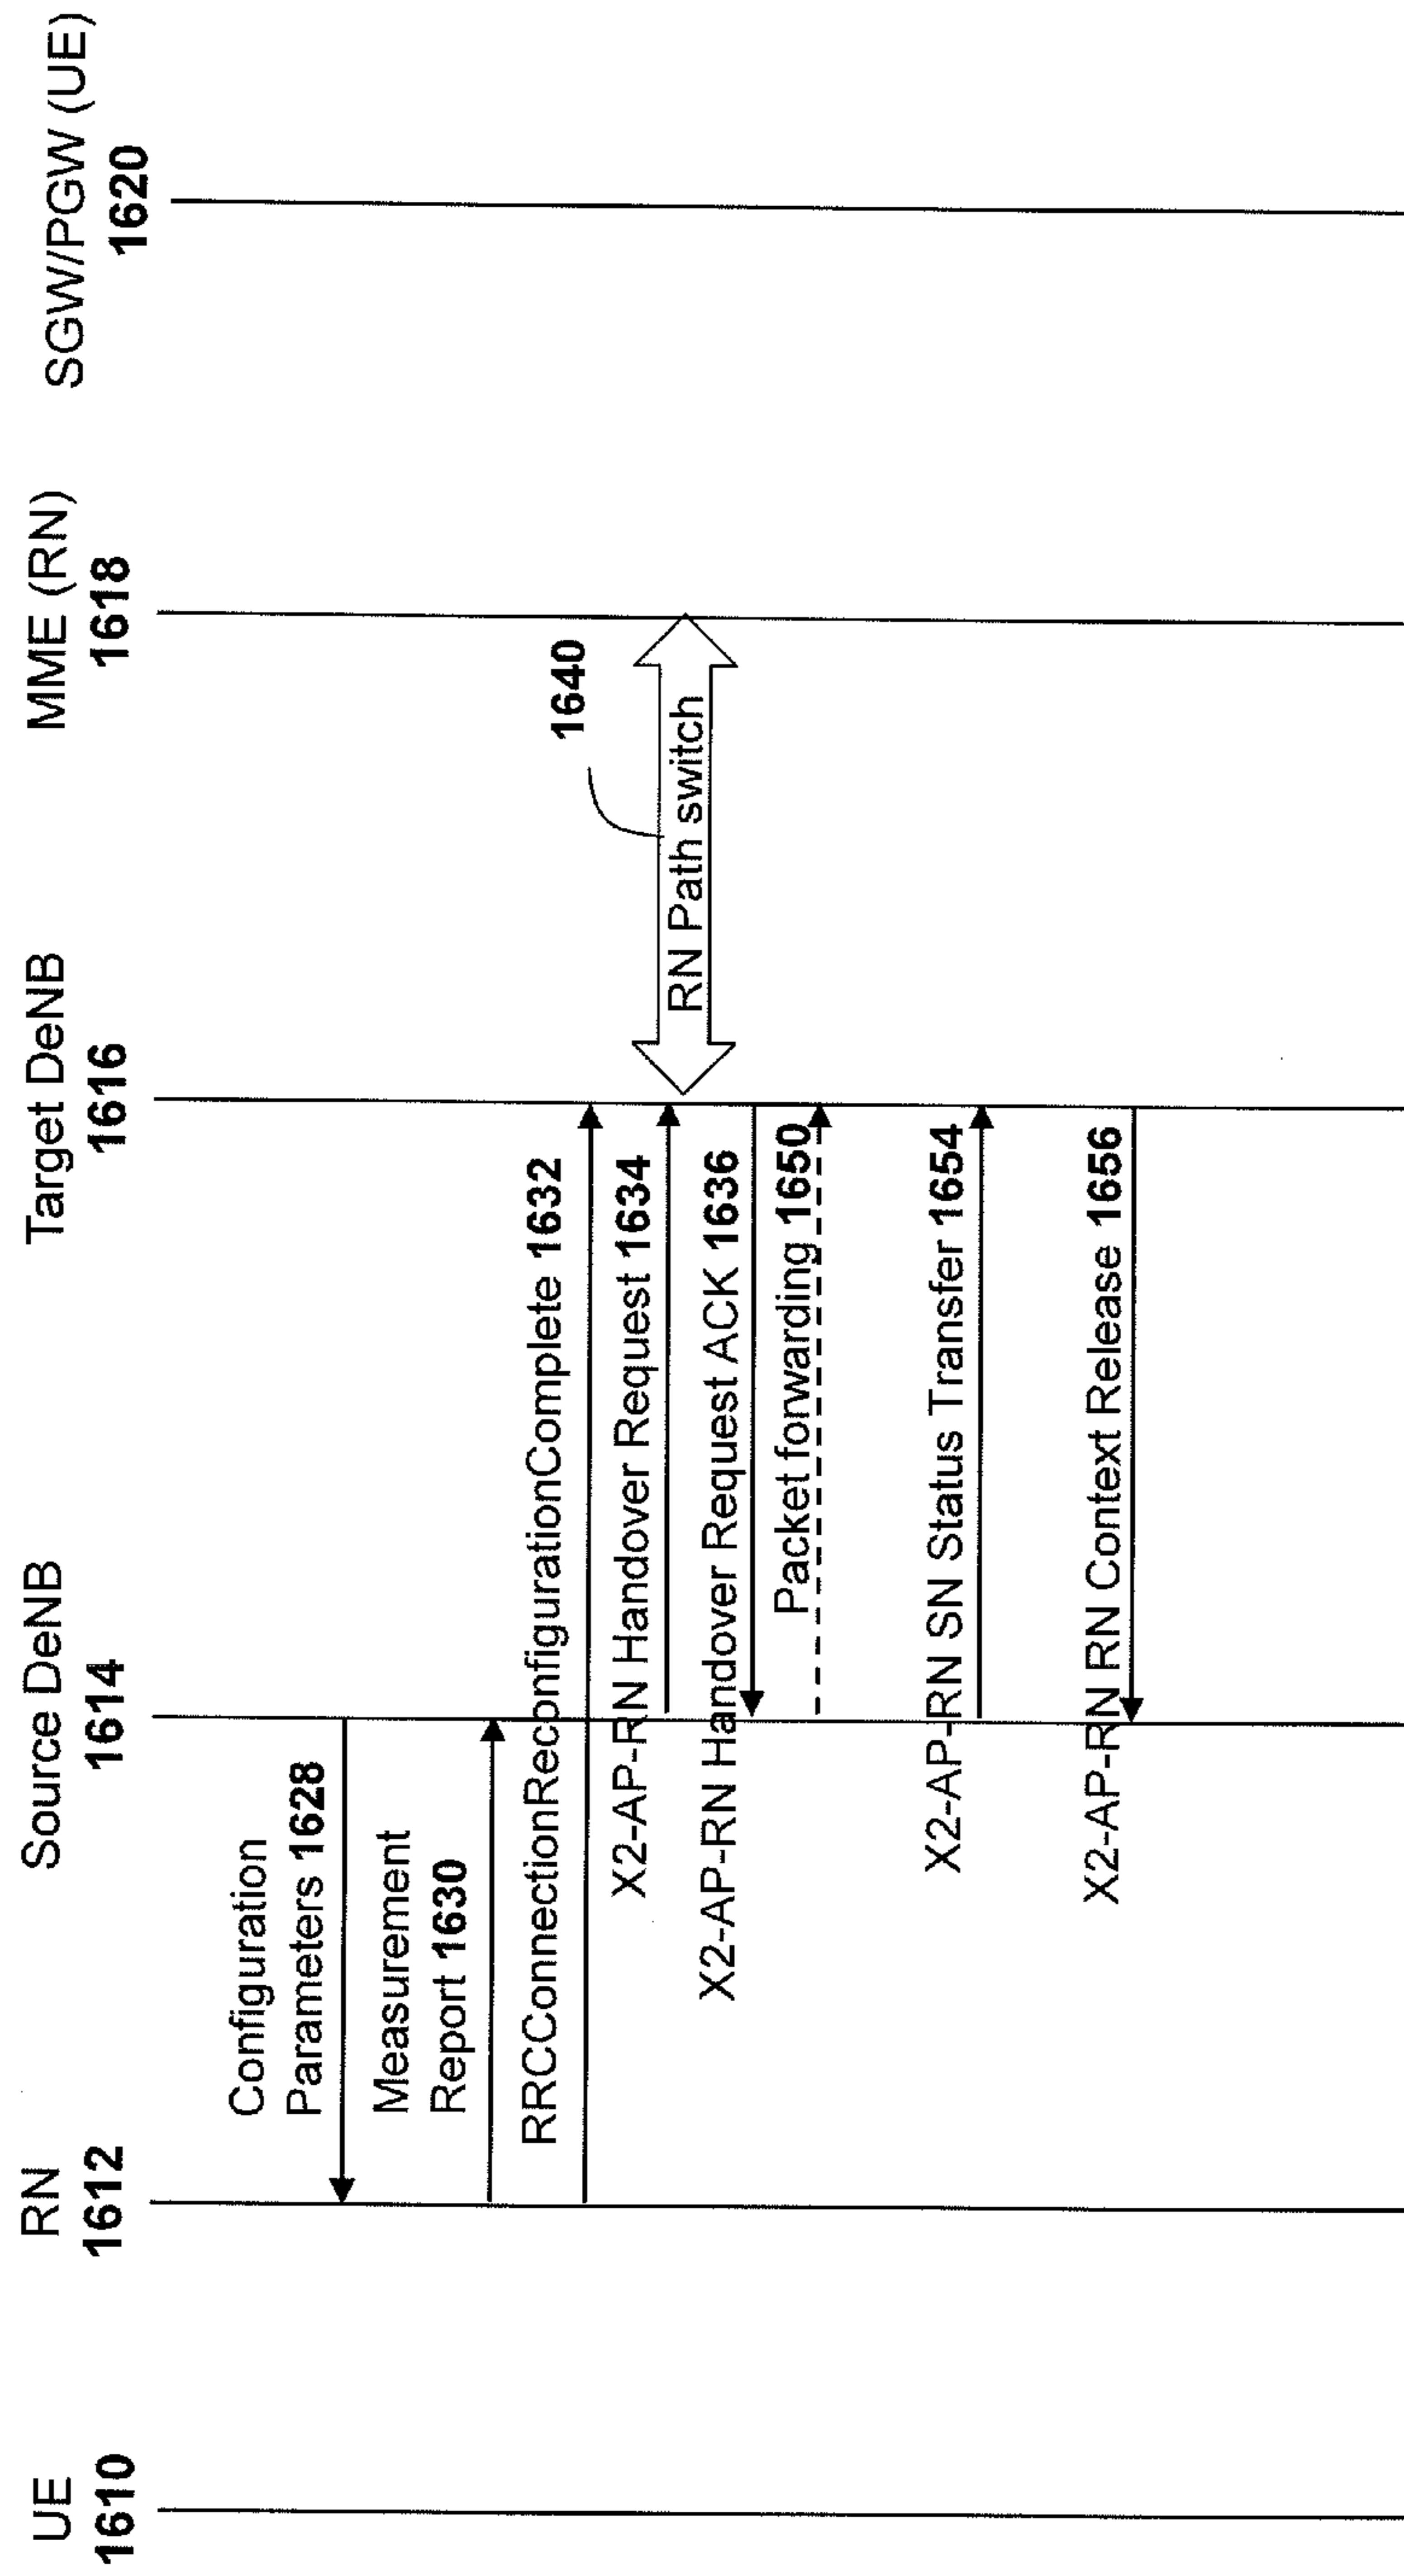 UE
1610
RN
1612
Source DeNB
1614
Target DeNB
1616
MME (RN)
1618
SGW/PGW (UE)
1620
Configuration
Parameters 1628
Measurement
Report 1630
RRCConnectionReconfigurationComplete 1632
1640
X2-AP-RN Handover Request 1634
RN Path switch
X2-AP-RN Handover Request ACK 1636
Packet forwarding 1650
X2-AP-RN SN Status Transfer 1654
X2-AP-RN RN Context Release 1656